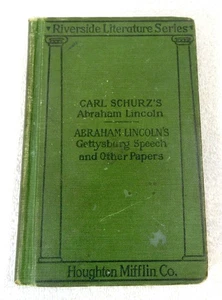 Riverside Literature Series
CARL SCHURZ'S
Abraham Lincoln
ABRAHAM LINCOLN'S
Gettysburg Speech
and Other Papers
Houghton Mifflin Co.